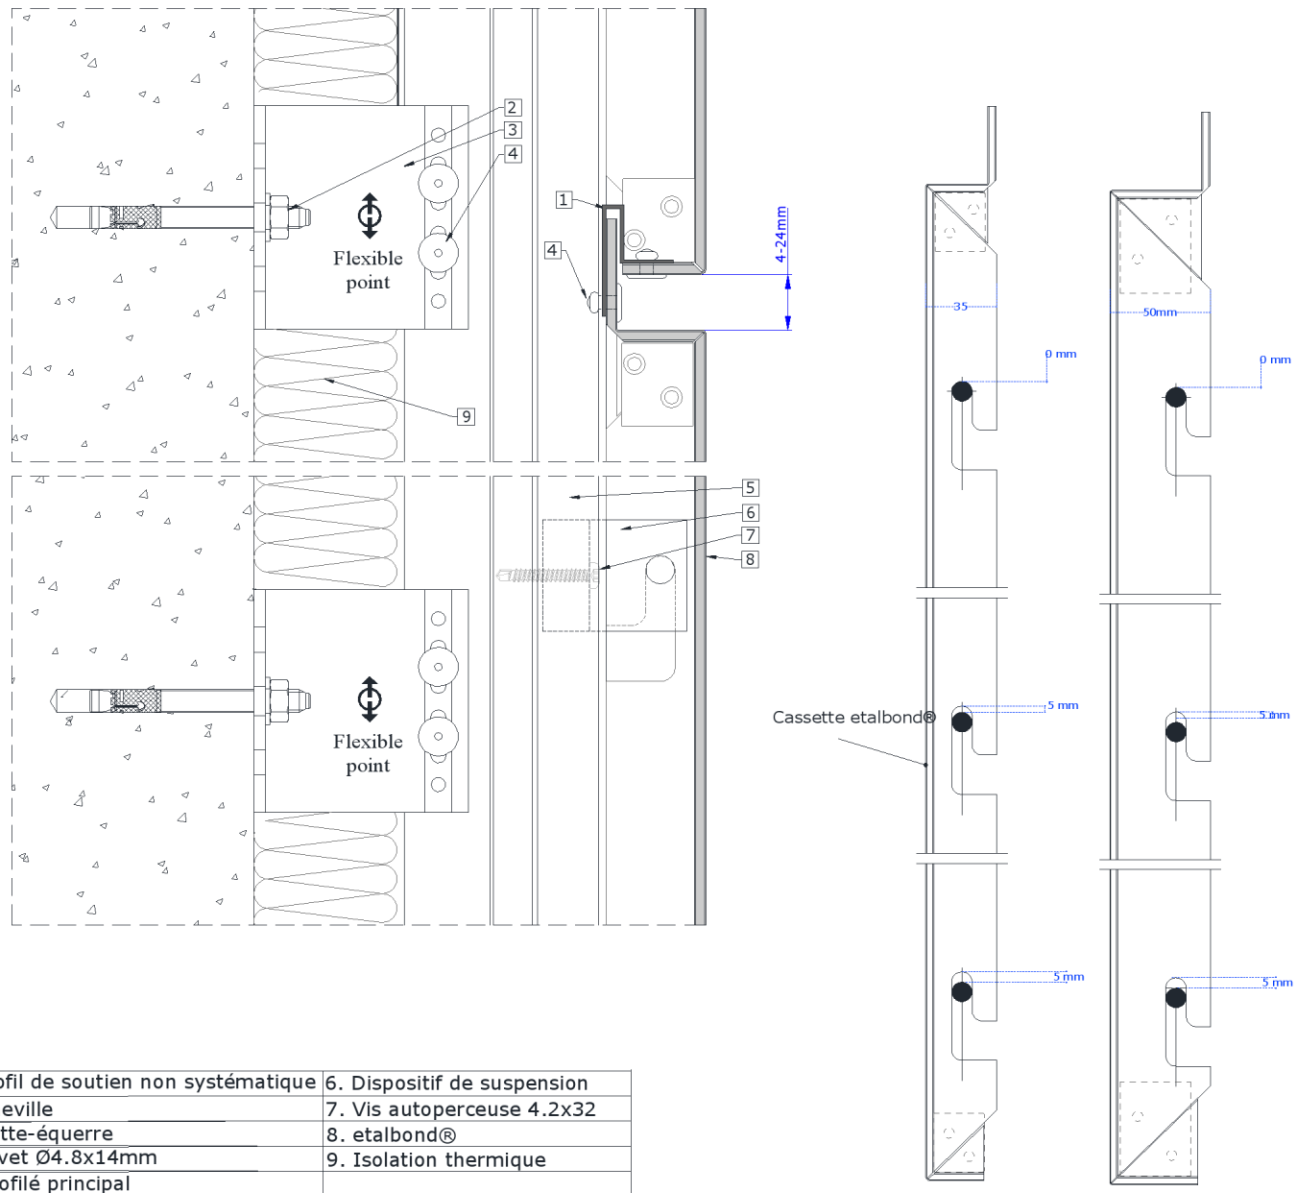 2
3
4
1
4
Flexible
point
4-24mm
9
5
6
7
8
Flexible
point
35
50mm
0 mm
0 mm
5 mm
Cassette etalbond®
5 mm
5 mm
ofil de soutien non systématique
6. Dispositif de suspension
eville
7. Vis autoperceuse 4.2x32
tte-équerre
8. etalbond®
vet Ø4.8x14mm
9. Isolation thermique
ofilé principal